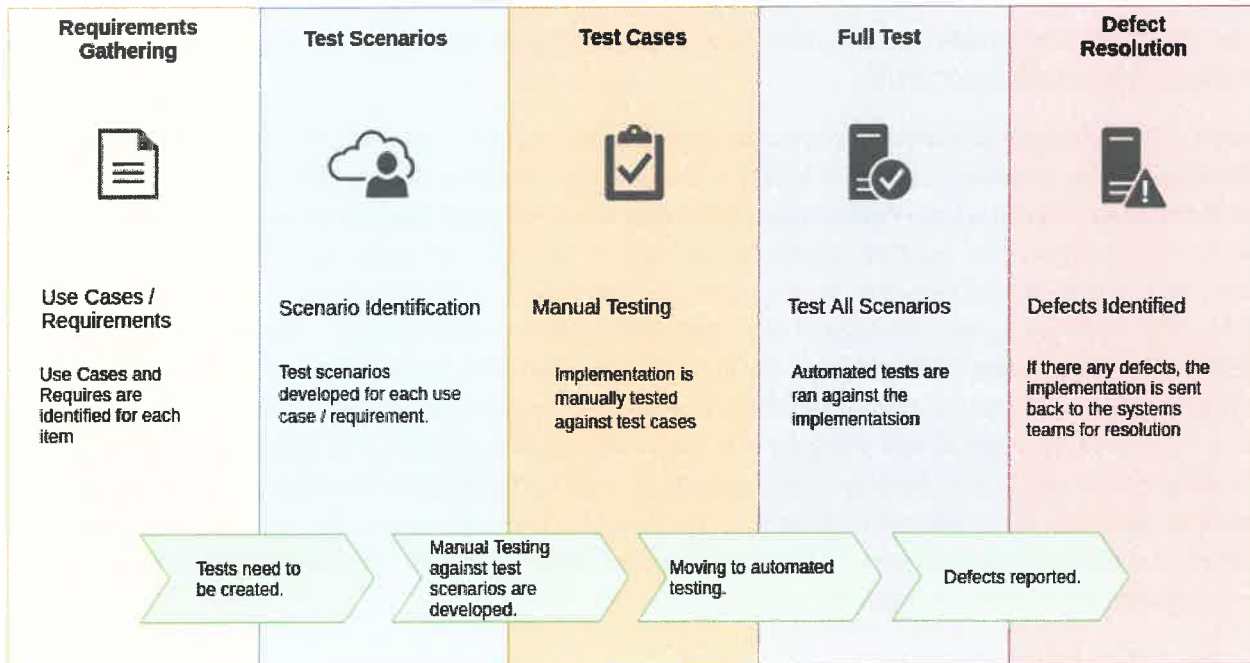 Requirements
Gathering
Test Scenarios
Test Cases
Full Test
Defect
Resolution
Use Cases /
Requirements
Scenario Identification
Manual Testing
Test All Scenarios
Defects Identified
Use Cases and
Requires are
identified for each
item
Test scenarios
developed for each use
case / requirement.
Implementation is
manually tested
against test cases
Automated tests are
ran against the
implementatsion
If there any defects, the
implementation is sent
back to the systems
teams for resolution
Tests need to
be created.
Manual Testing
against test
scenarios are
developed.
Moving to automated
testing.
Defects reported.